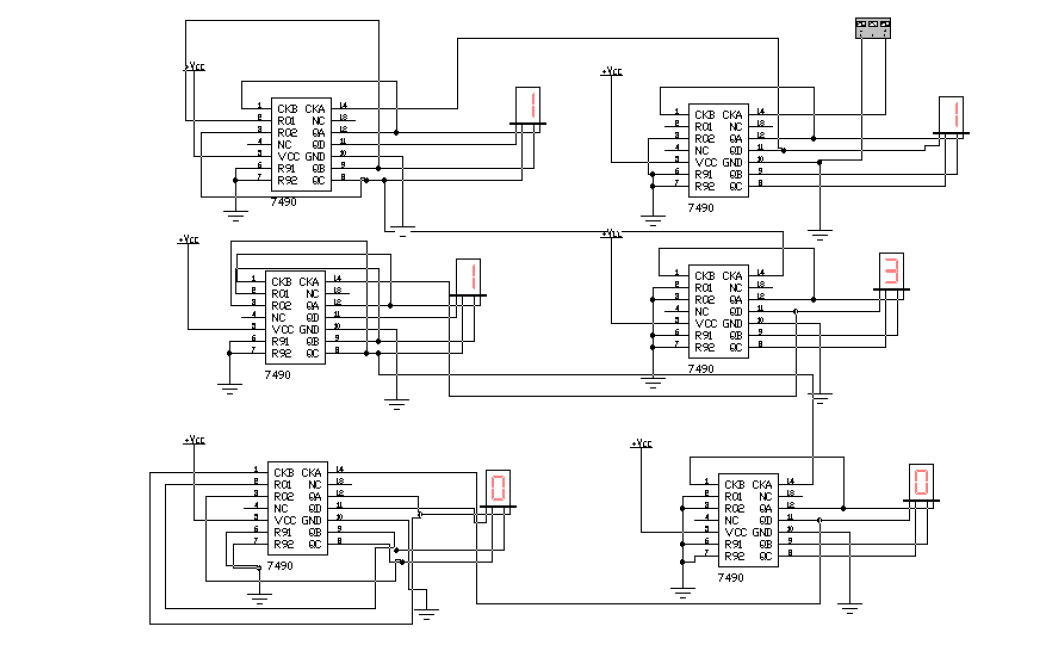 +Vcc
1 CKB CKA 14
2 R01 NC 13
3 R02 QA 12
4 NC QD 11
5 VCC GND 10
6 R91 QB 9
7 R92 QC 8
7490
1
+Vcc
1 CKB CKA 14
2 R01 NC 13
3 R02 QA 12
4 NC QD 11
5 VCC GND 10
6 R91 QB 9
7 R92 QC 8
7490
1
+Vcc
1 CKB CKA 14
2 R01 NC 13
3 R02 QA 12
4 NC QD 11
5 VCC GND 10
6 R91 QB 9
7 R92 QC 8
7490
1
+Vcc
1 CKB CKA 14
2 R01 NC 13
3 R02 QA 12
4 NC QD 11
5 VCC GND 10
6 R91 QB 9
7 R92 QC 8
7490
3
+Vcc
1 CKB CKA 14
2 R01 NC 13
3 R02 QA 12
4 NC QD 11
5 VCC GND 10
6 R91 QB 9
7 R92 QC 8
7490
0
+Vcc
1 CKB CKA 14
2 R01 NC 13
3 R02 QA 12
4 NC QD 11
5 VCC GND 10
6 R91 QB 9
7 R92 QC 8
7490
0